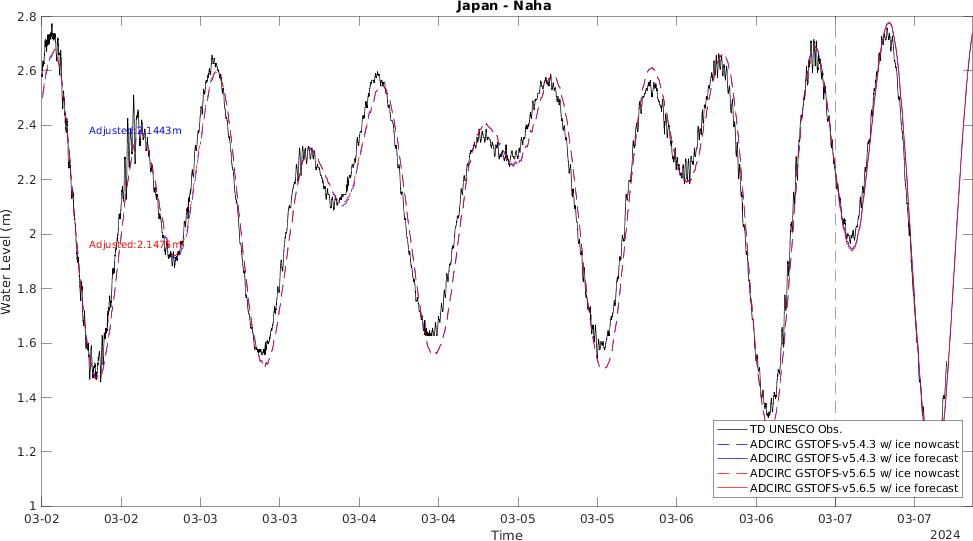 Japan - Naha
2.8
2.6
2.4
2.2
2
1.8
1.6
1.4
1.2
1
Water Level (m)
Adjusted:2.1443m
Adjusted:2.1475m
TD UNESCO Obs.
ADCIRC GSTOFS-v5.4.3 w/ ice nowcast
ADCIRC GSTOFS-v5.4.3 w/ ice forecast
ADCIRC GSTOFS-v5.6.5 w/ ice nowcast
ADCIRC GSTOFS-v5.6.5 w/ ice forecast
03-02 03-02 03-03 03-03 03-04 03-04 03-05 03-05 03-06 03-06 03-07 03-07
Time
2024